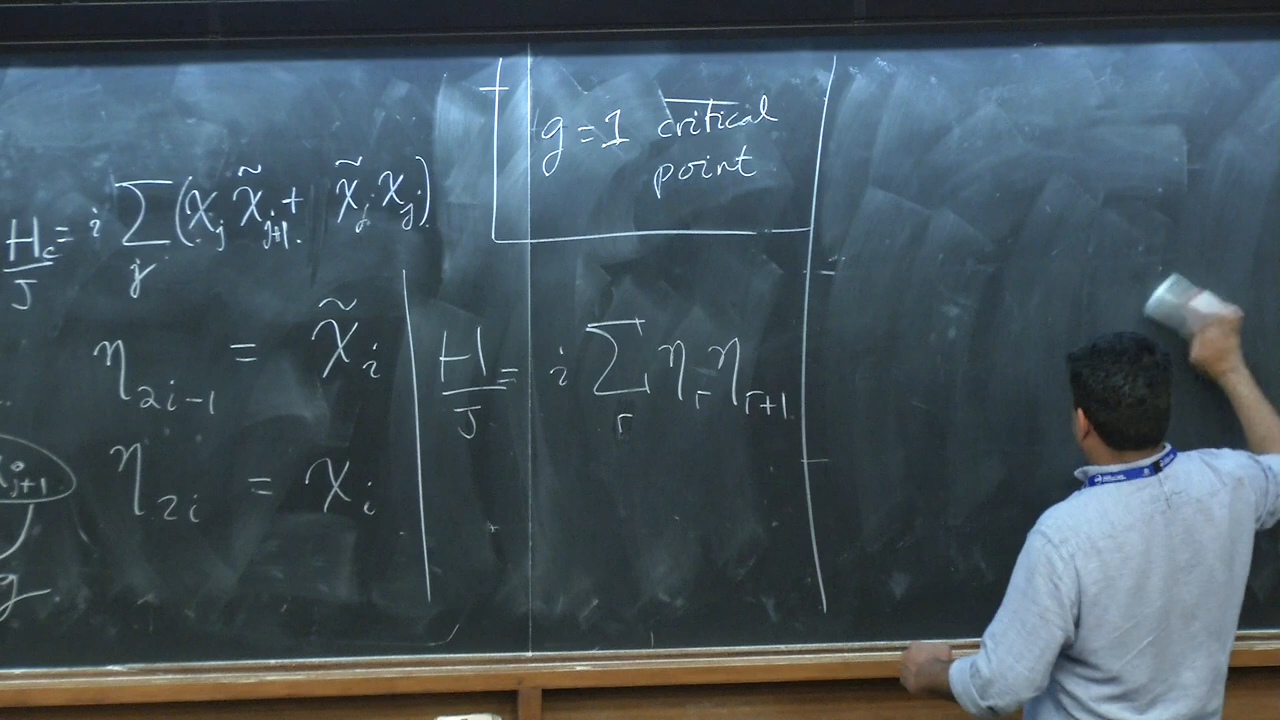 H_c/J = i ∑_j (χ_j χ̃_{j+1} + χ̃_j χ_j)
η_{2i-1} = χ̃_i
η_{2i} = χ_i
j+1
g
g = 1 critical
point
H/J = i ∑_r η_r η_{r+1}